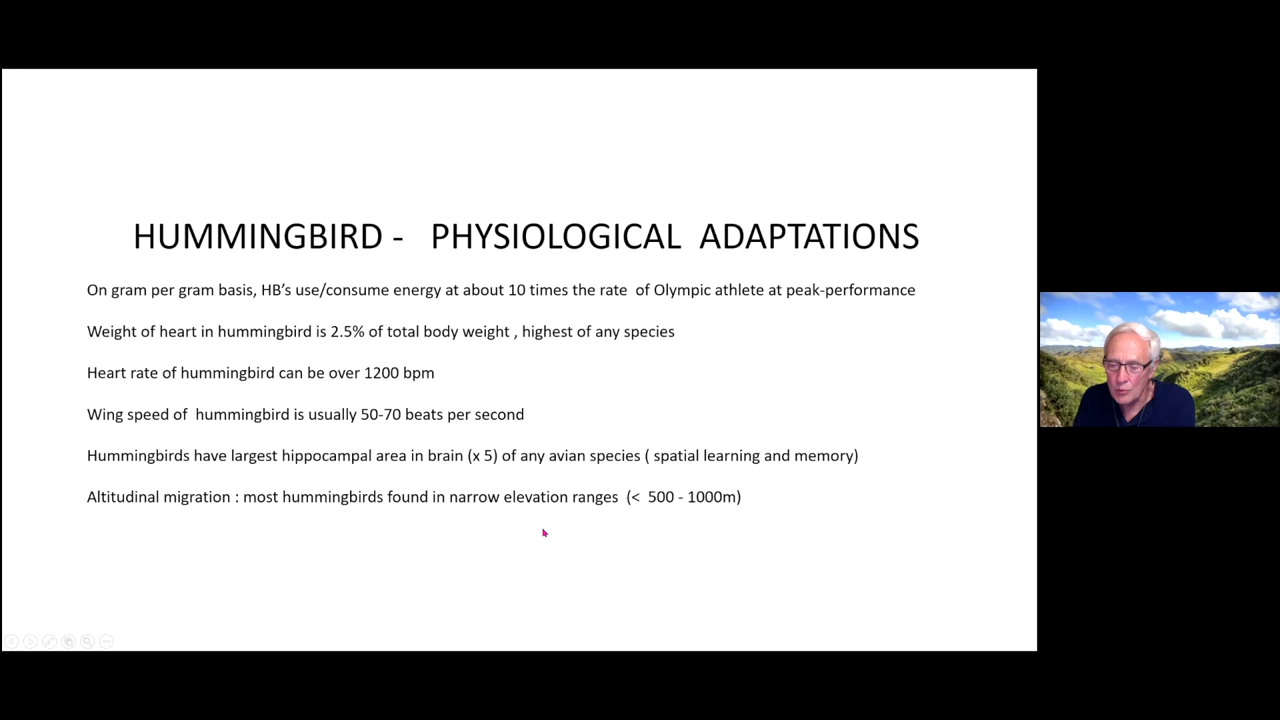 HUMMINGBIRD - PHYSIOLOGICAL ADAPTATIONS
On gram per gram basis, HB’s use/consume energy at about 10 times the rate of Olympic athlete at peak-performance
Weight of heart in hummingbird is 2.5% of total body weight , highest of any species
Heart rate of hummingbird can be over 1200 bpm
Wing speed of hummingbird is usually 50-70 beats per second
Hummingbirds have largest hippocampal area in brain (x 5) of any avian species ( spatial learning and memory)
Altitudinal migration : most hummingbirds found in narrow elevation ranges (< 500 - 1000m)